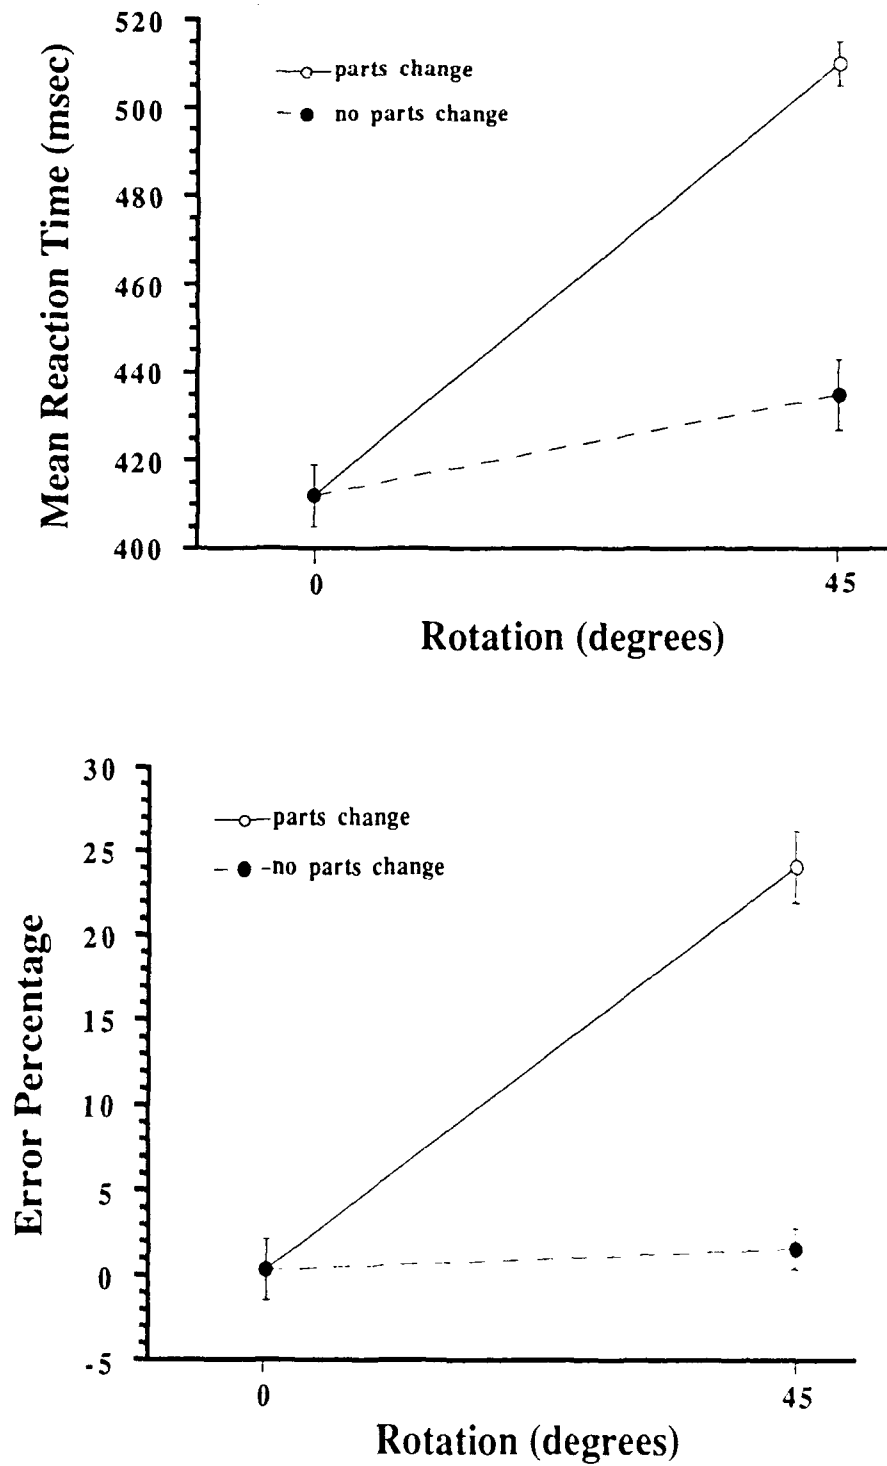 520
500
480
460
440
420
400
Mean Reaction Time (msec)
parts change
no parts change
0
45
Rotation (degrees)
30
25
20
15
10
5
0
-5
Error Percentage
parts change
no parts change
0
45
Rotation (degrees)